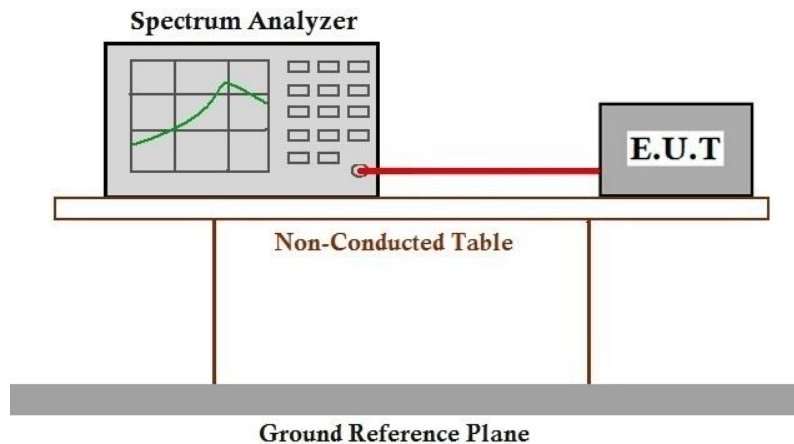 Spectrum Analyzer
E.U.T
Non-Conducted Table
Ground Reference Plane